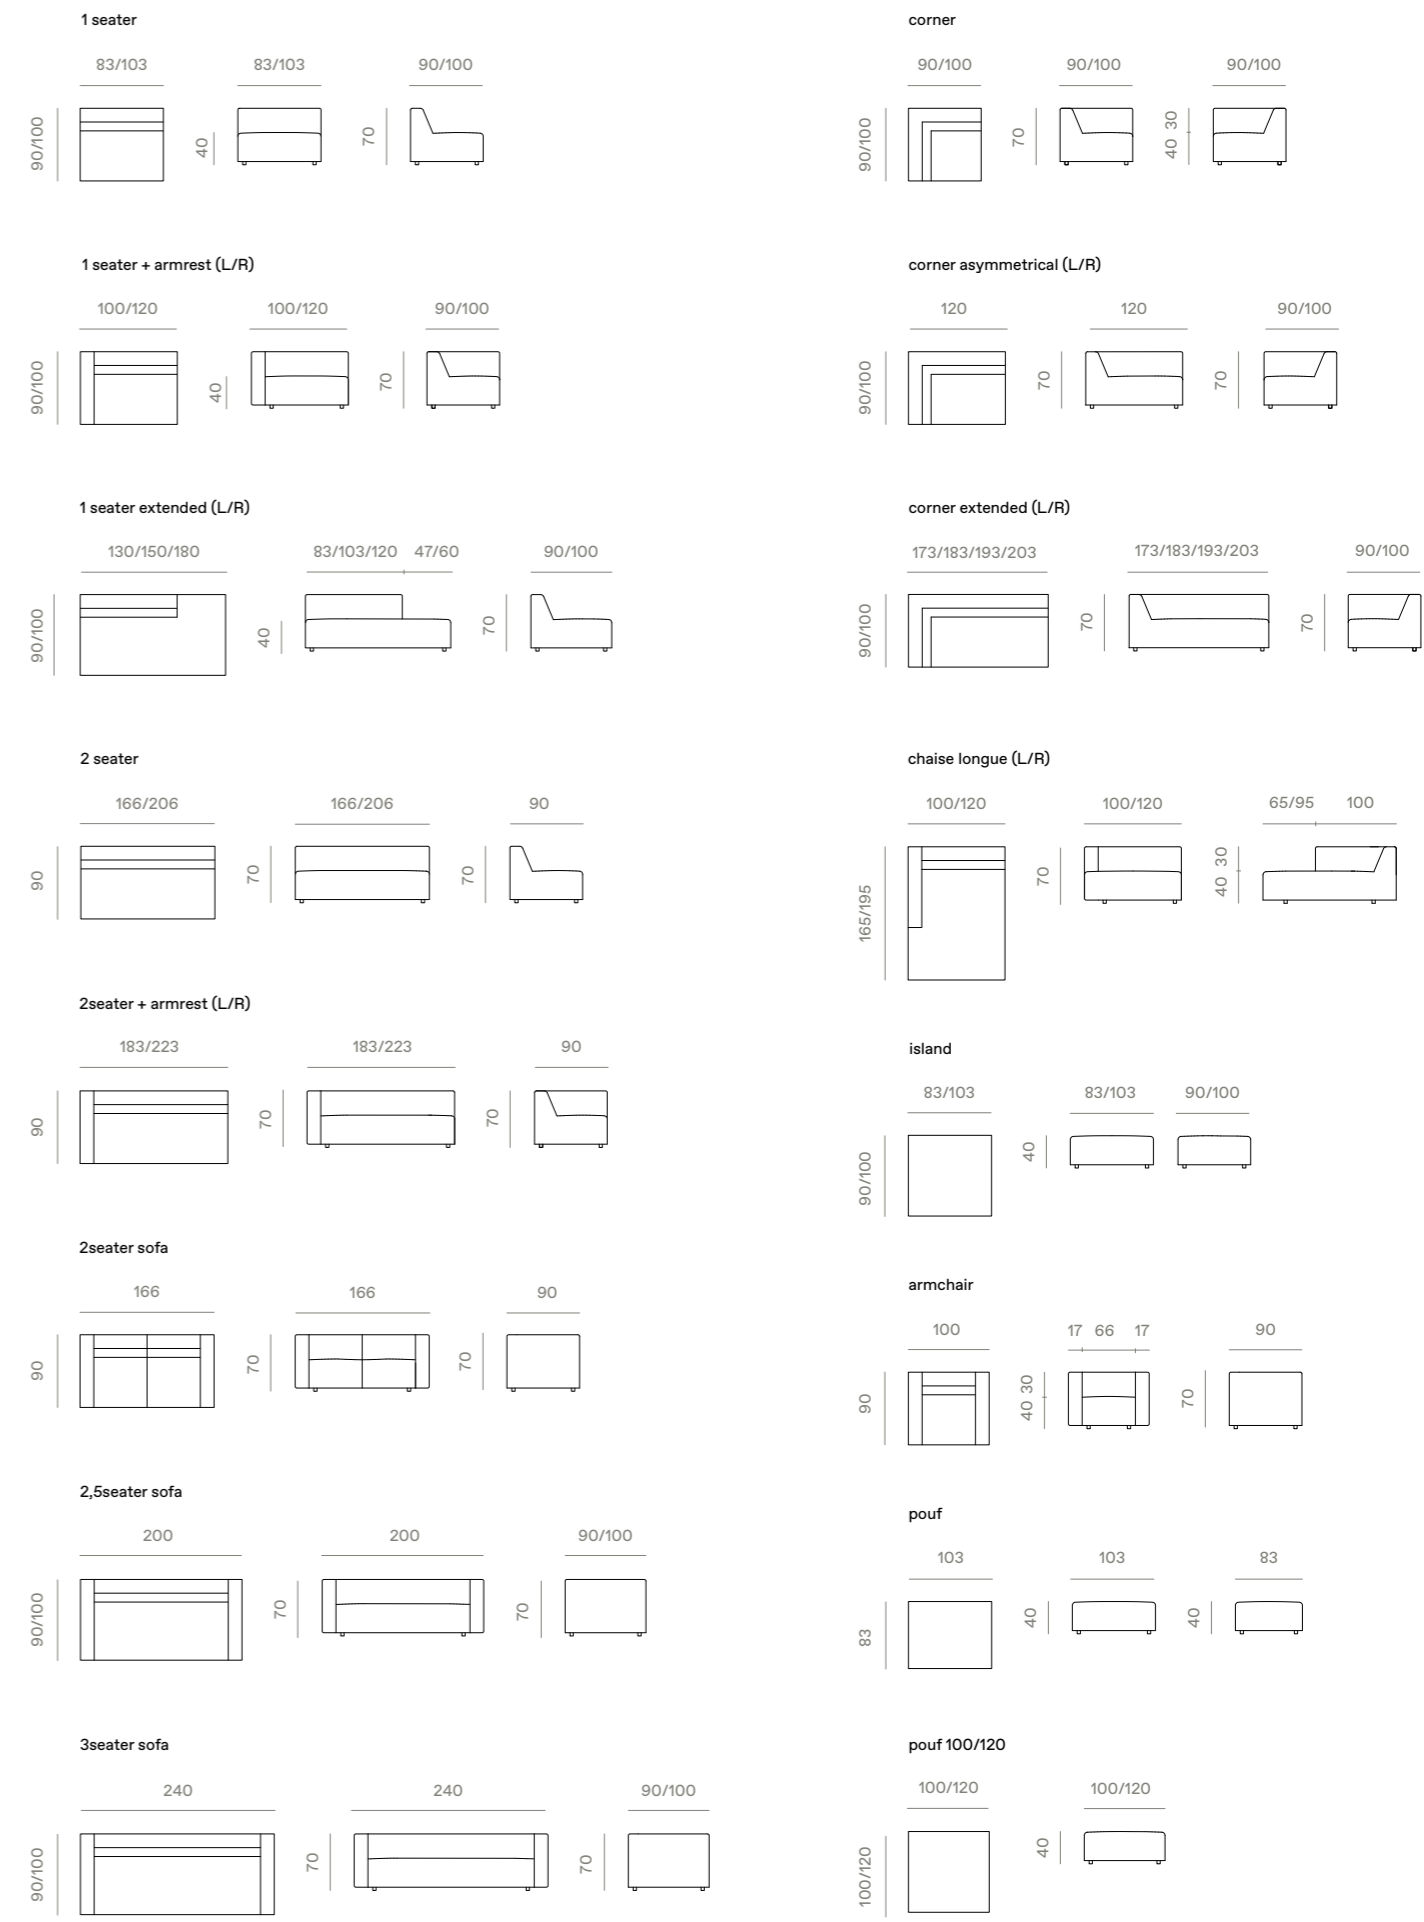 1 seater
83/103 83/103 90/100
90/100 40 70
1 seater + armrest (L/R)
100/120 100/120 90/100
90/100 40 70
1 seater extended (L/R)
130/150/180 83/103/120 47/60 90/100
90/100 40 70
2 seater
166/206 166/206 90
90 70 70
2seater + armrest (L/R)
183/223 183/223 90
90 70 70
2seater sofa
166 166 90
90 70 70
2,5seater sofa
200 200 90/100
90/100 70 70
3seater sofa
240 240 90/100
90/100 70 70
corner
90/100 90/100 90/100
90/100 70 40 30
corner asymmetrical (L/R)
120 120 90/100
90/100 70 70
corner extended (L/R)
173/183/193/203 173/183/193/203 90/100
90/100 70 70
chaise longue (L/R)
100/120 100/120 65/95 100
165/195 70 40 30
island
83/103 83/103 90/100
90/100 40
armchair
100 17 66 17 90
90 40 30 70
pouf
103 103 83
83 40 40
pouf 100/120
100/120 100/120
100/120 40